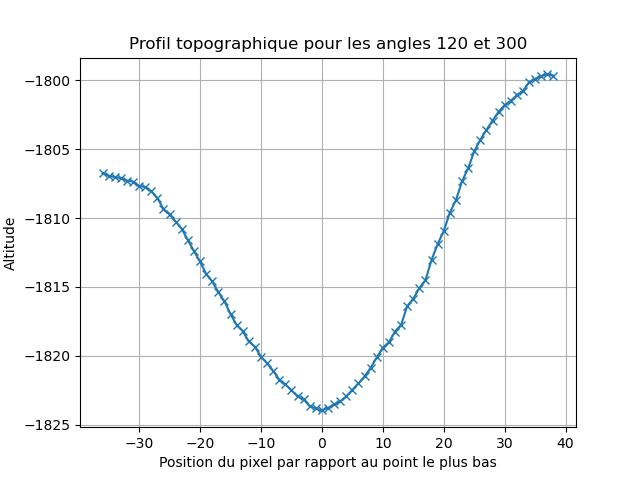 Profil topographique pour les angles 120 et 300
−1800
−1805
−1810
−1815
−1820
−1825
Altitude
−30 −20 −10 0 10 20 30 40
Position du pixel par rapport au point le plus bas